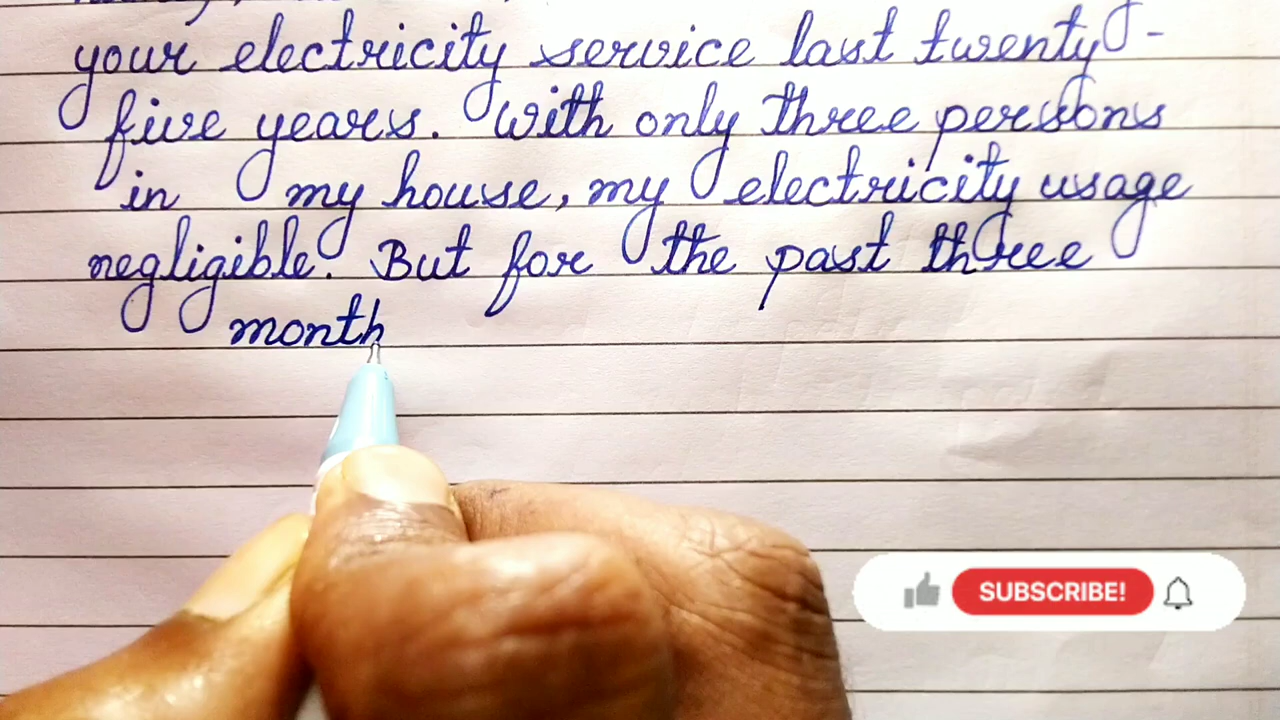 your electricity service last twenty-
five years. With only three persons
in my house, my electricity usage
negligible. But for the past three
month
SUBSCRIBE!